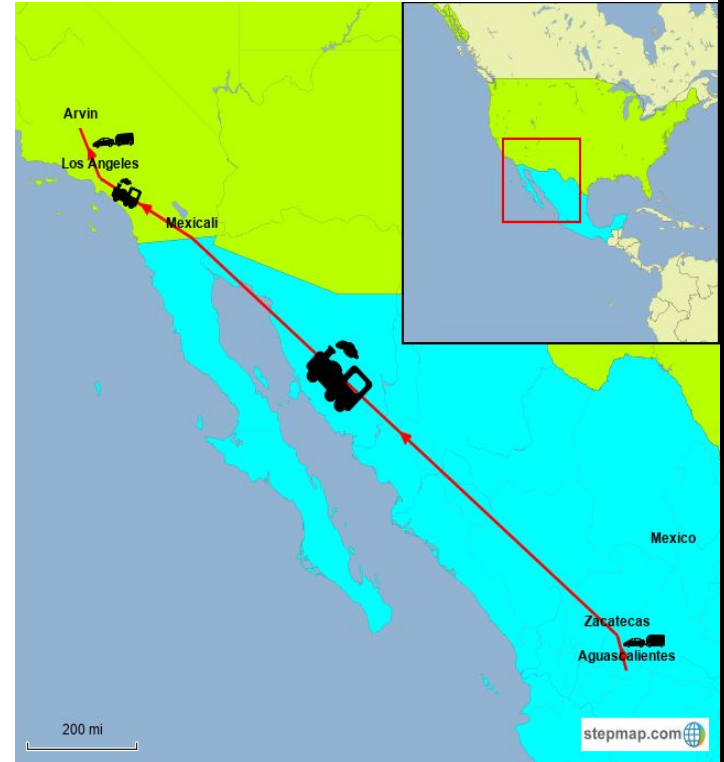 Arvin
Los Angeles
Mexicali
Mexico
Zacatecas
Aguascalientes
200 mi
stepmap.com